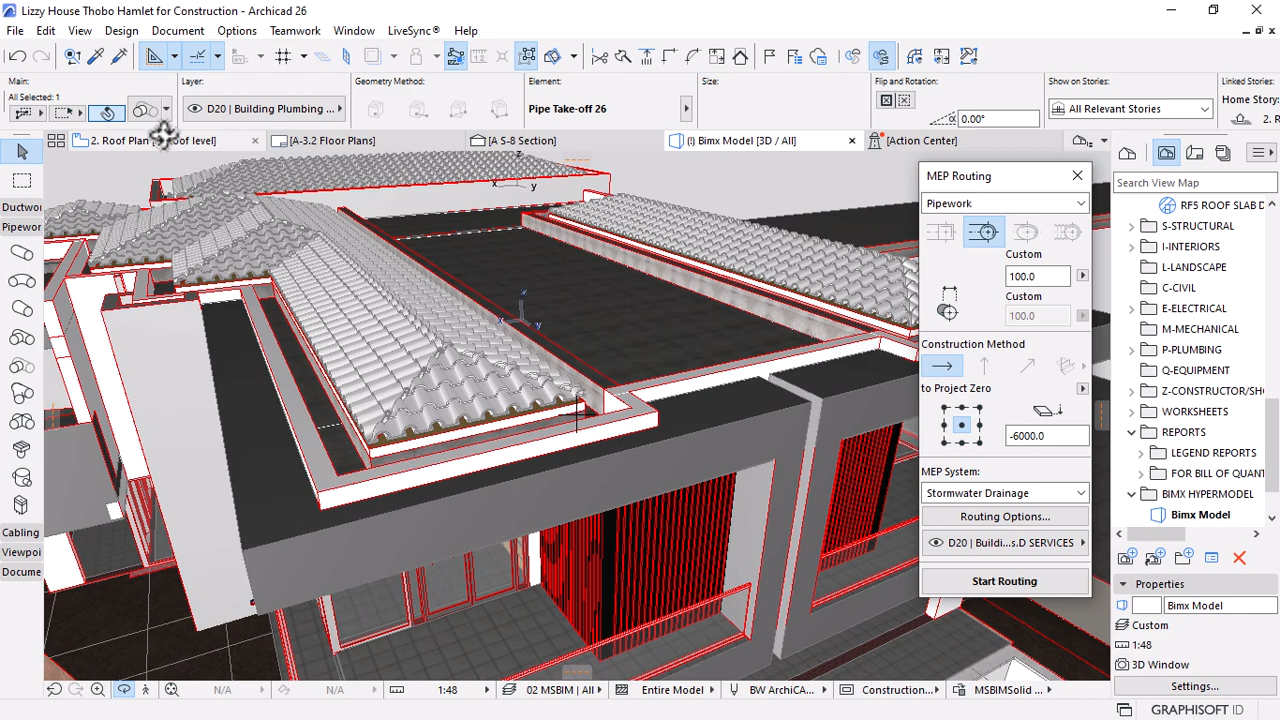 Lizzy House Thobo Hamlet for Construction - Archicad 26
File Edit View Design Document Options Teamwork Window LiveSync® Help
Main:
All Selected: 1
Layer:
D20 | Building Plumbing ...
Geometry Method:
Element:
Pipe Take-off 26
Size:
Flip and Rotation:
0.00°
Show on Stories:
All Relevant Stories
Linked Stories:
Home Story:
2. R
2. Roof Plan
of level]
[A-3.2 Floor Plans]
[A S-8 Section]
(!) Bimx Model [3D / All]
[Action Center]
Ductwo
Pipewor
Cabling
Viewpoi
Docume
MEP Routing
Pipework
Custom
100.0
Custom
100.0
Construction Method
to Project Zero
-6000.0
MEP System:
Stormwater Drainage
Routing Options...
D20 | Buildi...s.D SERVICES
Start Routing
z
x
y
z
x
y
Search View Map
RF5 ROOF SLAB D
S-STRUCTURAL
I-INTERIORS
L-LANDSCAPE
C-CIVIL
E-ELECTRICAL
M-MECHANICAL
P-PLUMBING
Q-EQUIPMENT
Z-CONSTRUCTOR/SH
WORKSHEETS
REPORTS
LEGEND REPORTS
FOR BILL OF QUANT
BIMX HYPERMODEL
Bimx Model
Properties
Bimx Model
Custom
1:48
3D Window
Settings...
N/A
N/A
1:48
02 MSBIM | All
Entire Model
BW ArchiCA...
Construction...
MSBIMSolid ...
GRAPHISOFT ID